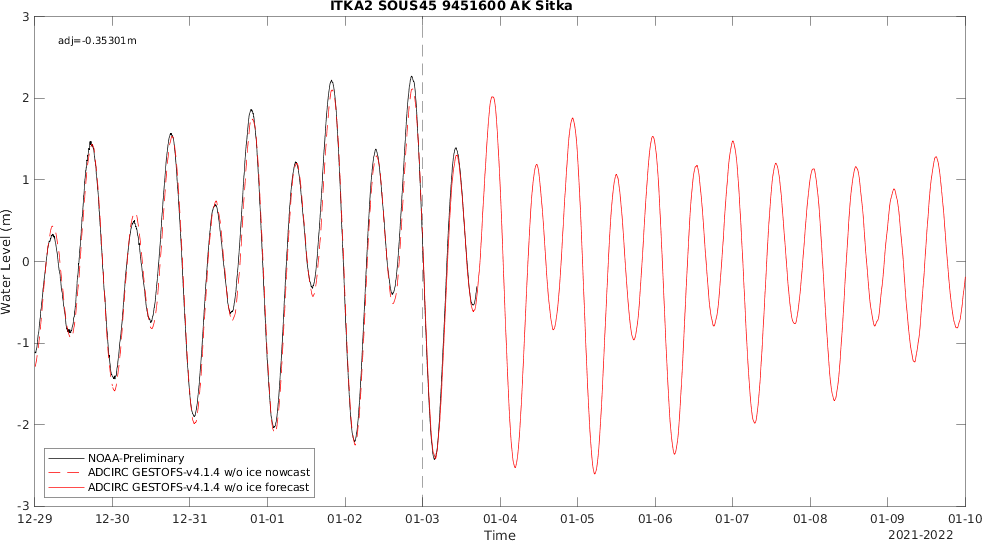 ITKA2 SOUS45 9451600 AK Sitka
adj=-0.35301m
3
2
1
0
-1
-2
-3
Water Level (m)
NOAA-Preliminary
ADCIRC GESTOFS-v4.1.4 w/o ice nowcast
ADCIRC GESTOFS-v4.1.4 w/o ice forecast
12-29 12-30 12-31 01-01 01-02 01-03 01-04 01-05 01-06 01-07 01-08 01-09 01-10
Time
2021-2022